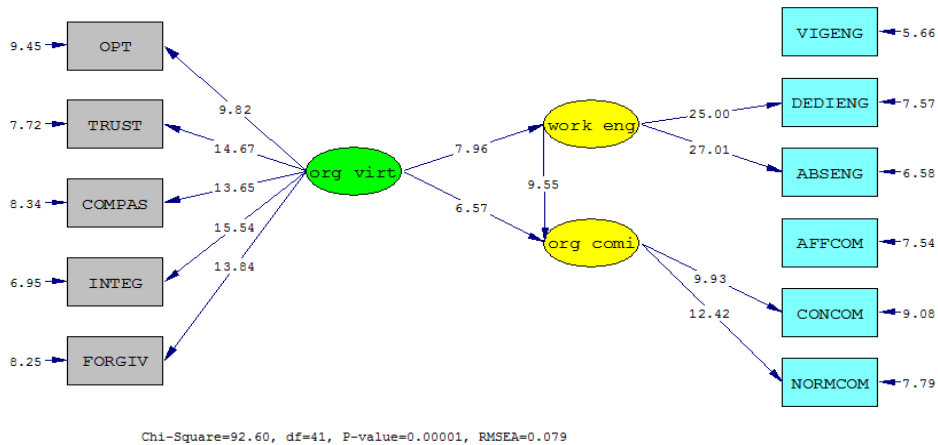 9.45 OPT
7.72 TRUST
8.34 COMPAS
6.95 INTEG
8.25 FORGIV
9.82
14.67
13.65
15.54
13.84
org virt
7.96
6.57
work eng
9.55
org comi
25.00
27.01
9.93
12.42
VIGENG 5.66
DEDIENG 7.57
ABSENG 6.58
AFFCOM 7.54
CONCOM 9.08
NORMCOM 7.79
Chi-Square=92.60, df=41, P-value=0.00001, RMSEA=0.079